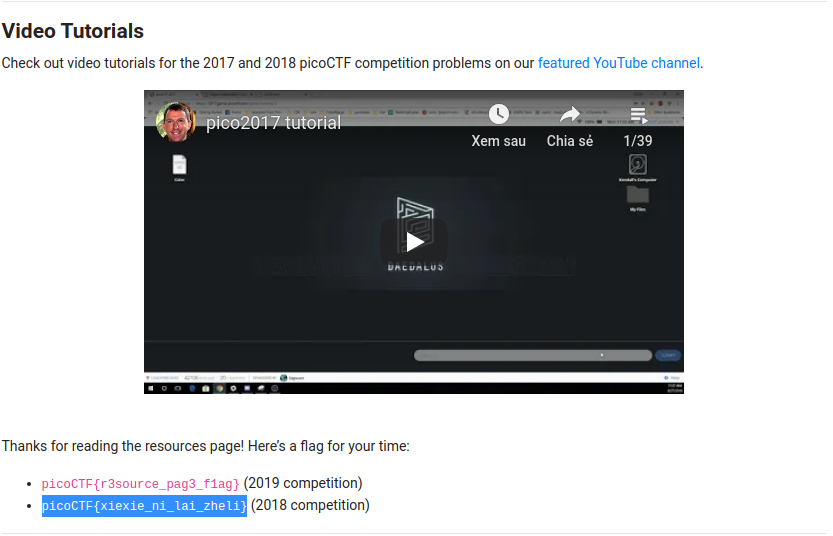 Video Tutorials
Check out video tutorials for the 2017 and 2018 picoCTF competition problems on our featured YouTube channel.
pico2017 tutorial
Xem sau
Chia sẻ
1/39
My Files
DAEDALUS
Thanks for reading the resources page! Here’s a flag for your time:
• picoCTF{r3source_pag3_f1ag} (2019 competition)
• picoCTF{xiexie_ni_lai_zheli} (2018 competition)